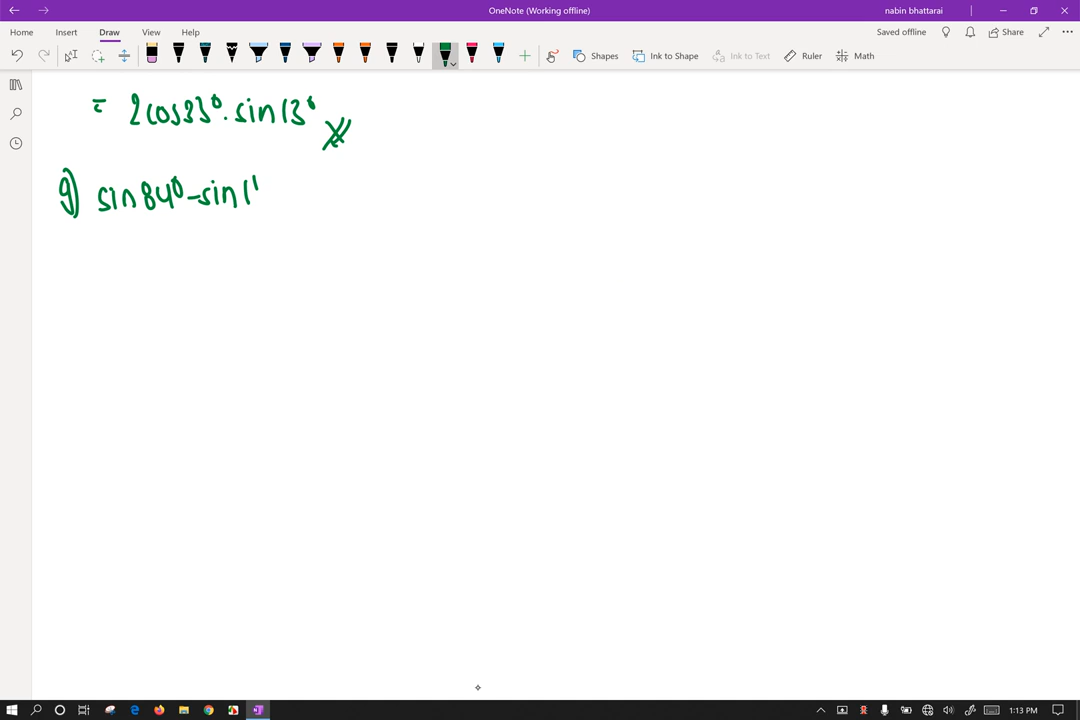 OneNote (Working offline)
nabin bhattarai
Home Insert Draw View Help
Saved offline
Share
Shapes Ink to Shape Ink to Text Ruler Math
= 2cos33°. sin13°
g) sin84° - sin1
1:13 PM